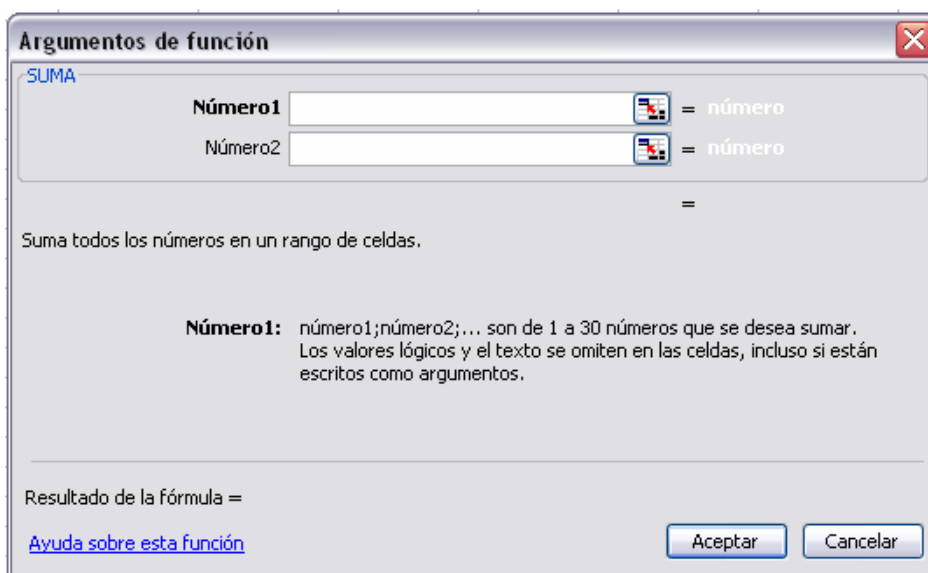 Argumentos de función
SUMA
Número1 = número
Número2 = número
=
Suma todos los números en un rango de celdas.
Número1: número1;número2;... son de 1 a 30 números que se desea sumar.
Los valores lógicos y el texto se omiten en las celdas, incluso si están
escritos como argumentos.
Resultado de la fórmula =
Ayuda sobre esta función
Aceptar Cancelar